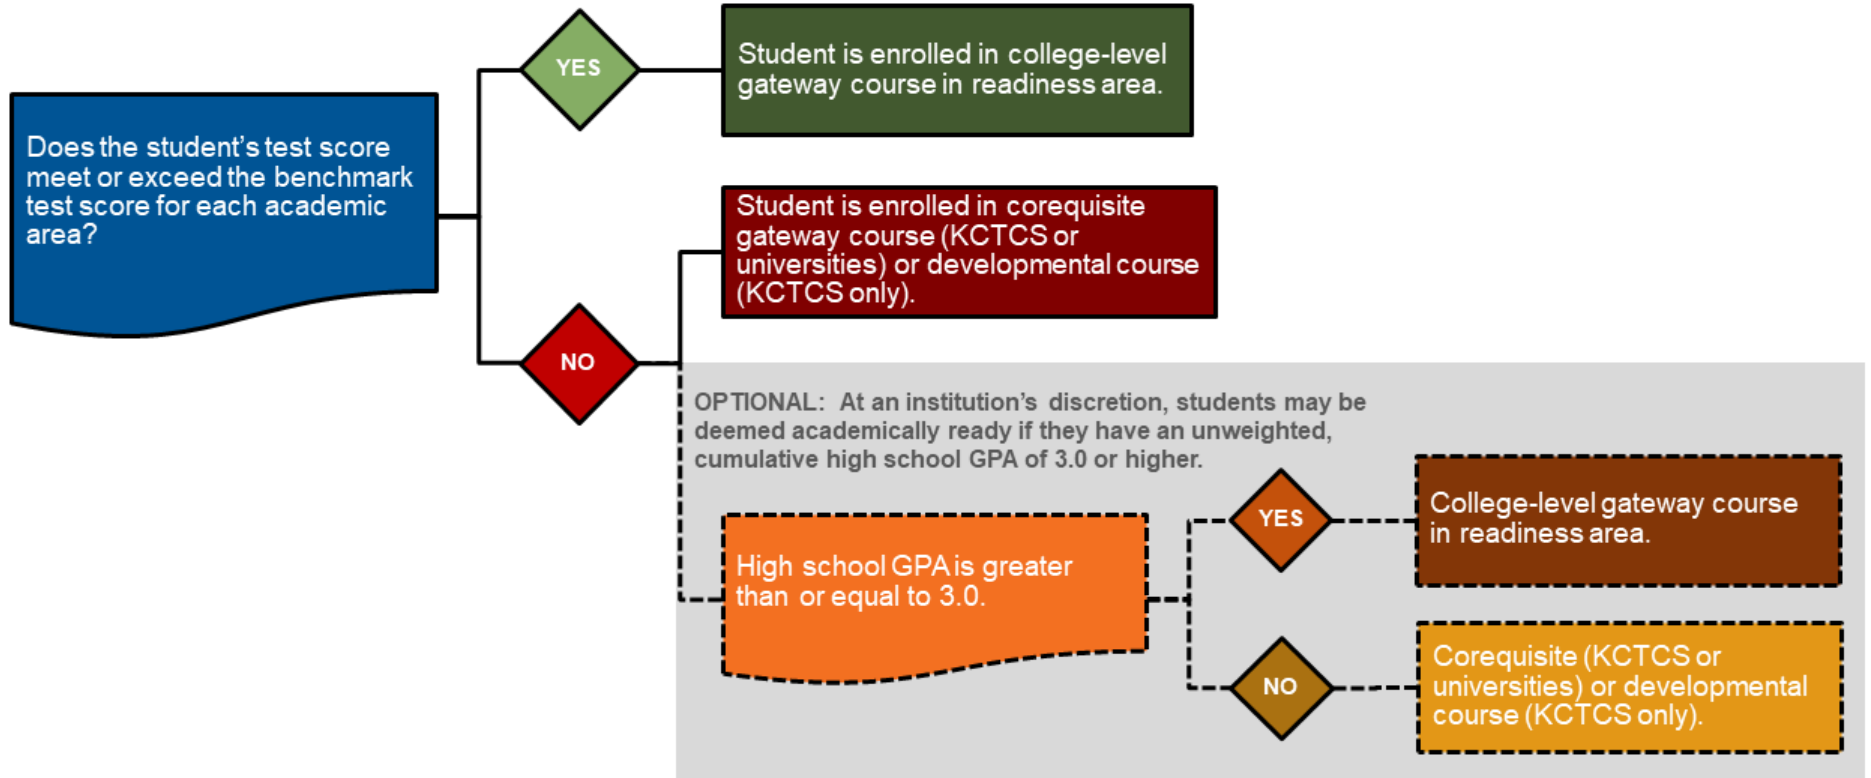 YES
Student is enrolled in college-level
gateway course in readiness area.
Does the student's test score
meet or exceed the benchmark
test score for each academic
area?
Student is enrolled in corequisite
gateway course (KCTCS or
universities) or developmental course
(KCTCS only).
NO
OPTIONAL:  At an institution's discretion, students may be
deemed academically ready if they have an unweighted,
cumulative high school GPA of 3.0 or higher.
High school GPA is greater
than or equal to 3.0.
YES
College-level gateway course
in readiness area.
NO
Corequisite (KCTCS or
universities) or developmental
course (KCTCS only).